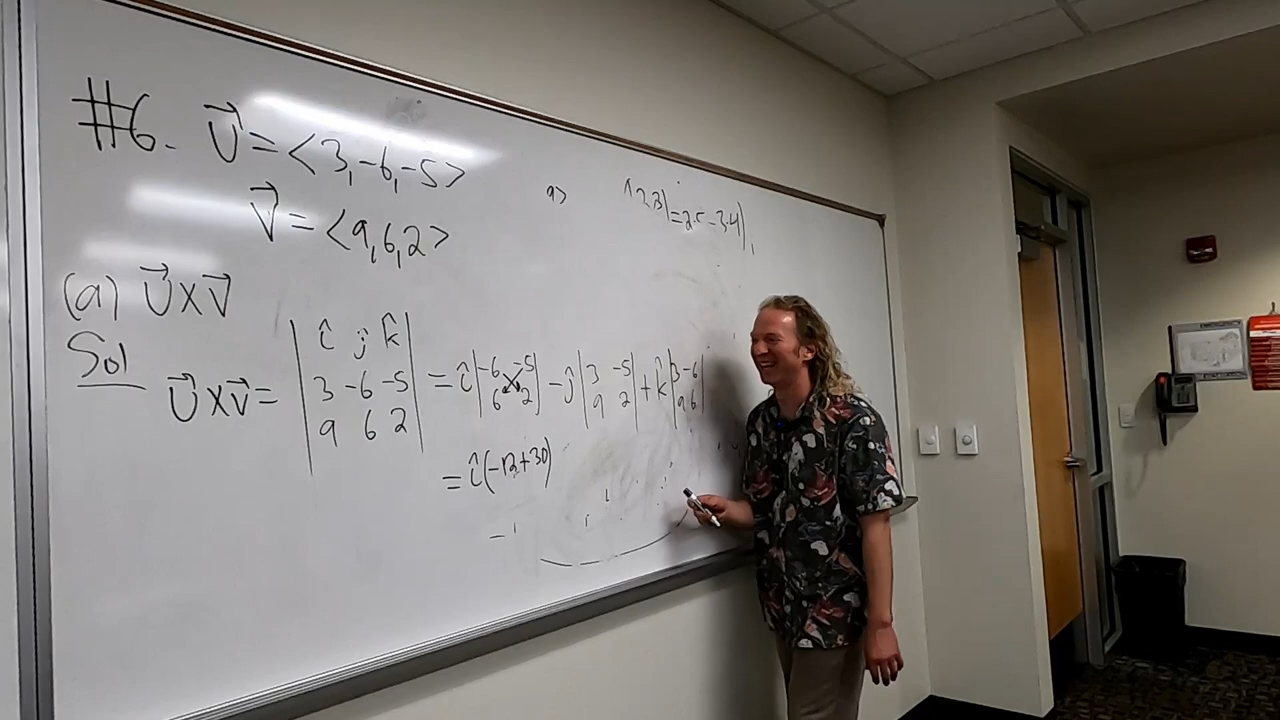 #6. U = <3, -6, -5>
V = <9, 6, 2>
(a) U x V
Sol
î ĵ k̂
U x V = | 3 -6 -5 | = î |-6 -5| - ĵ |3 -5| + k̂ |3 -6|
9 6 2 6 2 9 2 9 6
= î(-12+30)